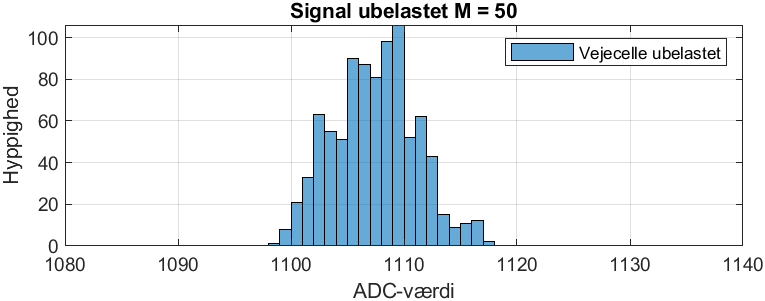 Signal ubelastet M = 50
Vejecelle ubelastet
Hyppighed
100
80
60
40
20
0
1080 1090 1100 1110 1120 1130 1140
ADC-værdi